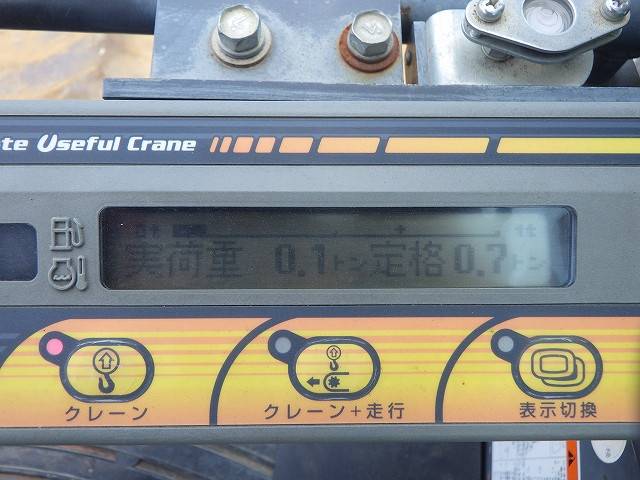 te Useful Crane
実荷重 0.1トン 定格 0.7トン
クレーン
クレーン+走行
表示切換